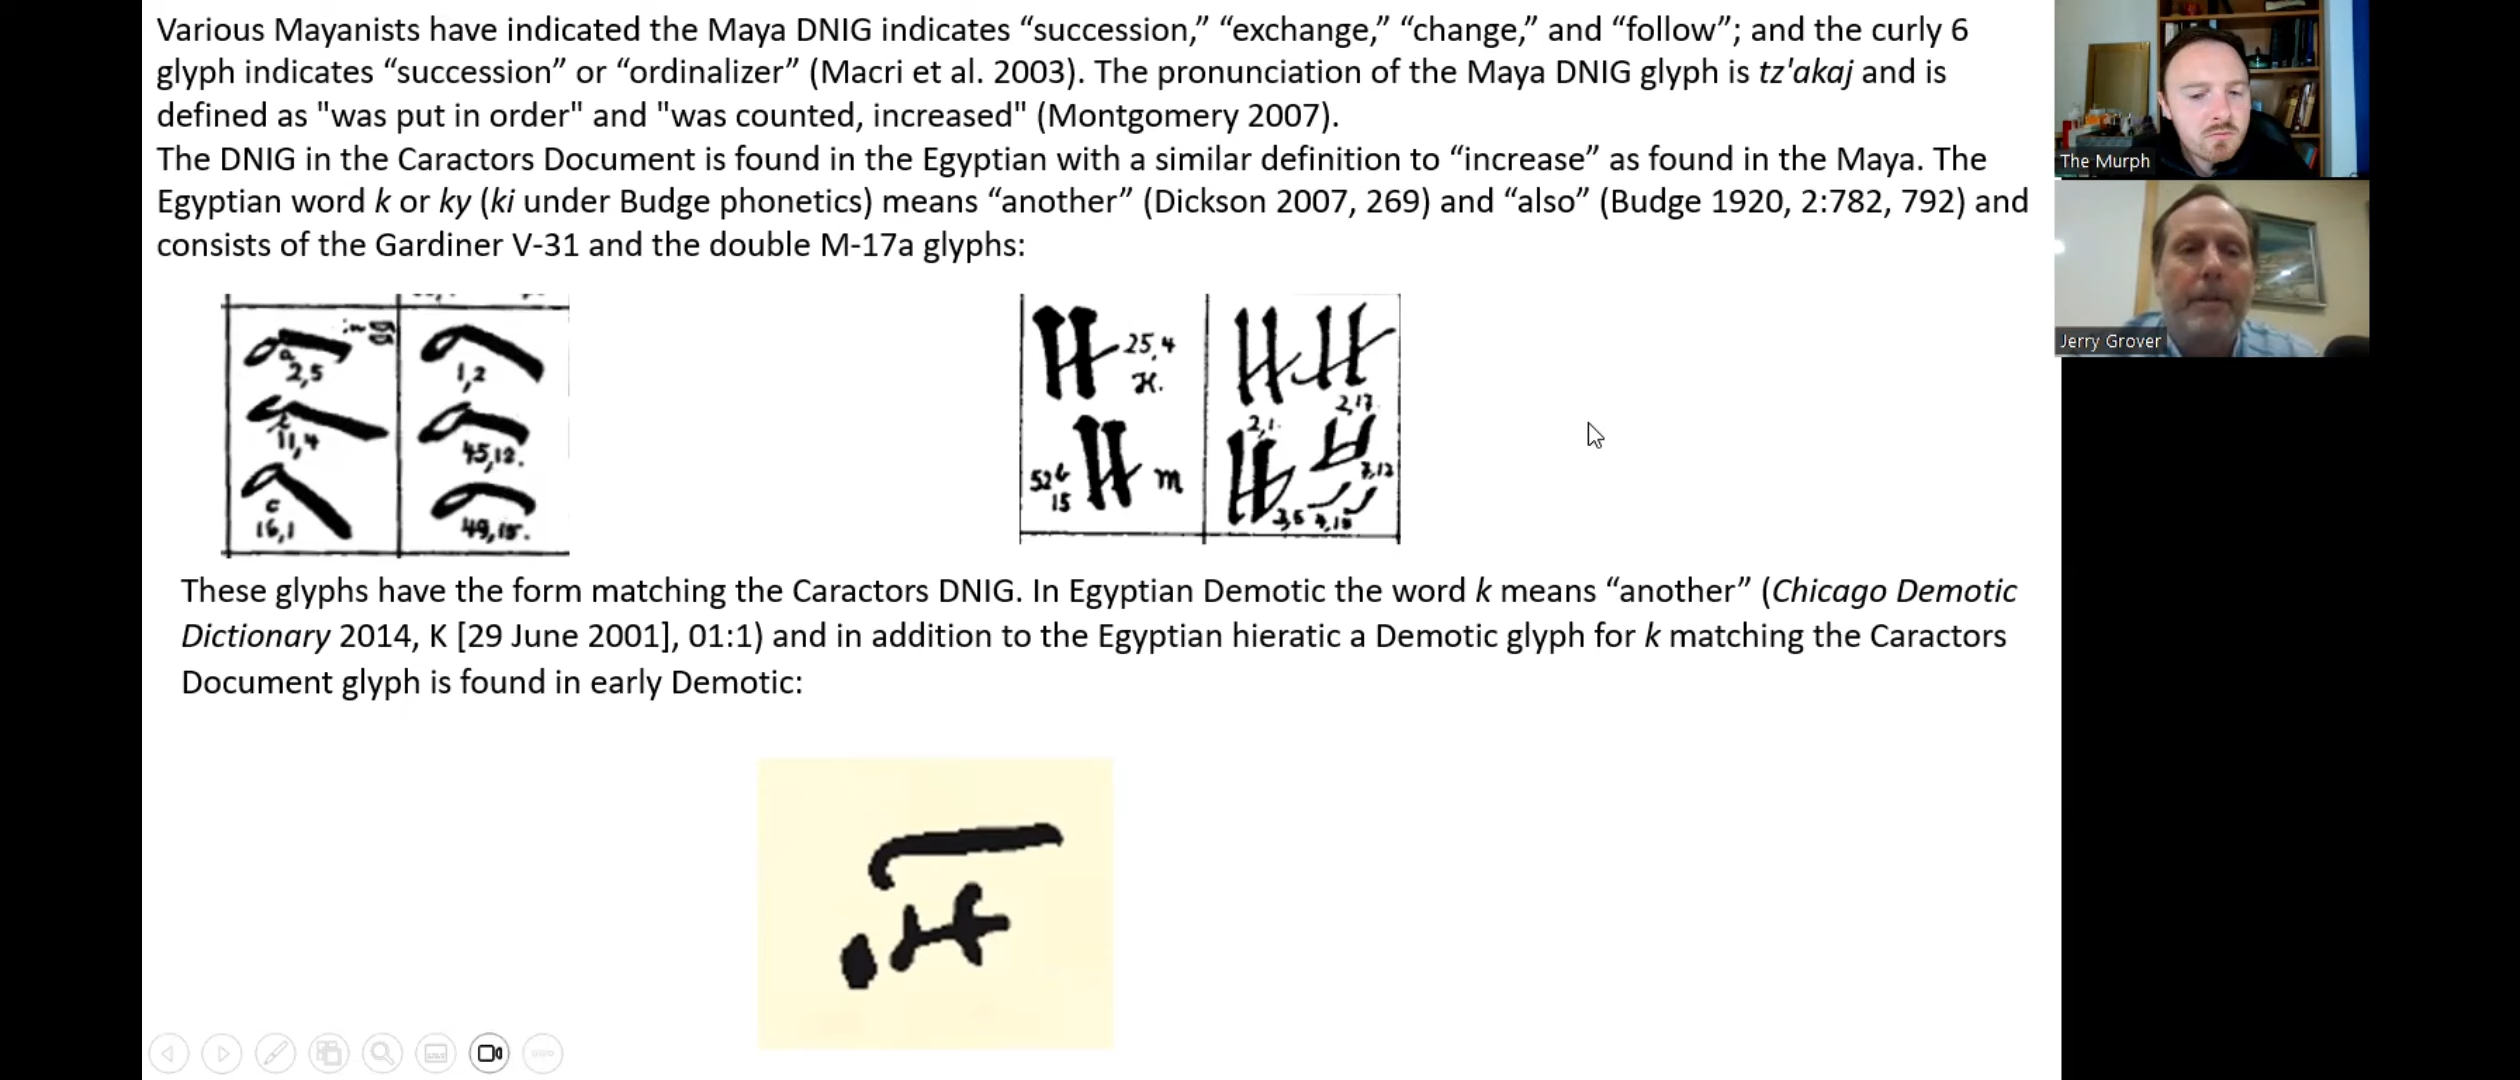 Various Mayanists have indicated the Maya DNIG indicates “succession,” “exchange,” “change,” and “follow”; and the curly 6
glyph indicates “succession” or “ordinalizer” (Macri et al. 2003). The pronunciation of the Maya DNIG glyph is tz'akaj and is
defined as "was put in order" and "was counted, increased" (Montgomery 2007).
The DNIG in the Caractors Document is found in the Egyptian with a similar definition to “increase” as found in the Maya. The
Egyptian word k or ky (ki under Budge phonetics) means “another” (Dickson 2007, 269) and “also” (Budge 1920, 2:782, 792) and
consists of the Gardiner V-31 and the double M-17a glyphs:
2,5
1,2
11,4
45,12.
c
16,1
49,15.
25,4
H.
2,17.
2,1.
52b
15
m
3,6
These glyphs have the form matching the Caractors DNIG. In Egyptian Demotic the word k means “another” (Chicago Demotic
Dictionary 2014, K [29 June 2001], 01:1) and in addition to the Egyptian hieratic a Demotic glyph for k matching the Caractors
Document glyph is found in early Demotic:
The Murph
Jerry Grover